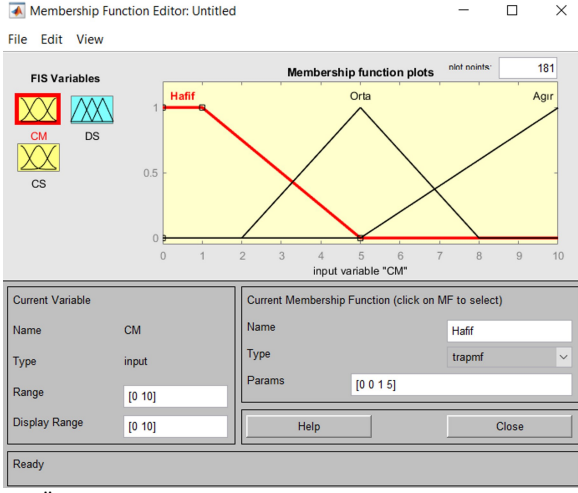 Membership Function Editor: Untitled
File Edit View
FIS Variables
CM
DS
CS
Membership function plots
plot points:
181
Hafif
Orta
Agır
1
0.5
0
0 1 2 3 4 5 6 7 8 9 10
input variable "CM"
Current Variable
Name CM
Type input
Range [0 10]
Display Range [0 10]
Current Membership Function (click on MF to select)
Name Hafif
Type trapmf
Params [0 0 1 5]
Help Close
Ready